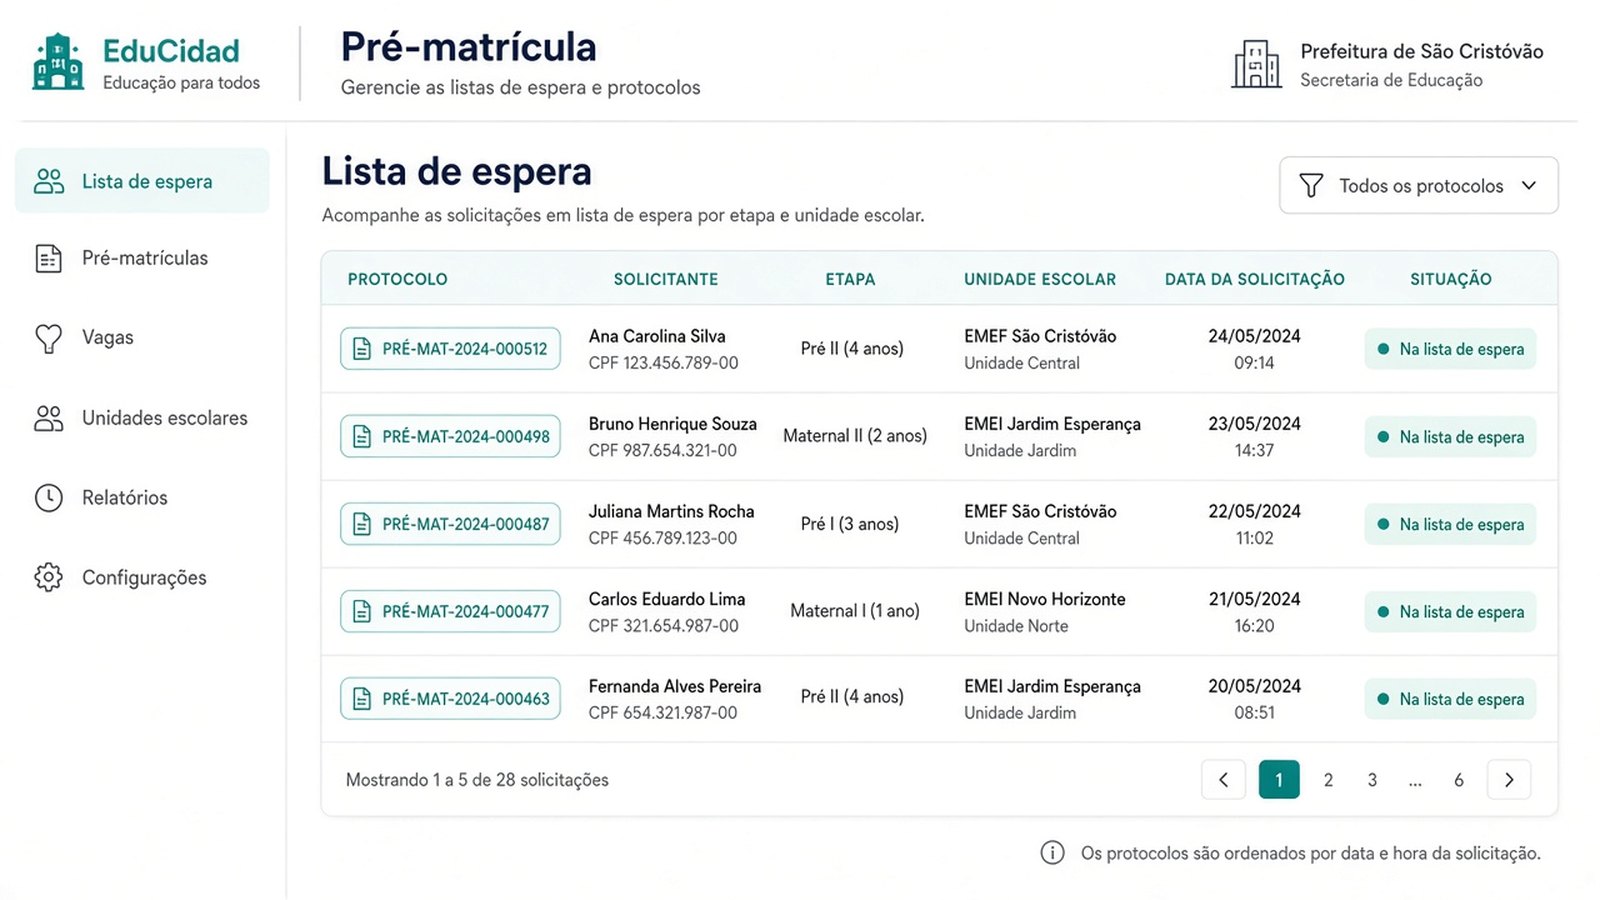 EduCidad
Educação para todos
Pré-matrícula
Gerencie as listas de espera e protocolos
Prefeitura de São Cristóvão
Secretaria de Educação
Lista de espera
Pré-matrículas
Vagas
Unidades escolares
Relatórios
Configurações
Lista de espera
Acompanhe as solicitações em lista de espera por etapa e unidade escolar.
Todos os protocolos
PROTOCOLO SOLICITANTE ETAPA UNIDADE ESCOLAR DATA DA SOLICITAÇÃO SITUAÇÃO
PRÉ-MAT-2024-000512 Ana Carolina Silva Pré II (4 anos) EMEF São Cristóvão 24/05/2024 Na lista de espera
CPF 123.456.789-00 Unidade Central 09:14
PRÉ-MAT-2024-000498 Bruno Henrique Souza Maternal II (2 anos) EMEI Jardim Esperança 23/05/2024 Na lista de espera
CPF 987.654.321-00 Unidade Jardim 14:37
PRÉ-MAT-2024-000487 Juliana Martins Rocha Pré I (3 anos) EMEF São Cristóvão 22/05/2024 Na lista de espera
CPF 456.789.123-00 Unidade Central 11:02
PRÉ-MAT-2024-000477 Carlos Eduardo Lima Maternal I (1 ano) EMEI Novo Horizonte 21/05/2024 Na lista de espera
CPF 321.654.987-00 Unidade Norte 16:20
PRÉ-MAT-2024-000463 Fernanda Alves Pereira Pré II (4 anos) EMEI Jardim Esperança 20/05/2024 Na lista de espera
CPF 654.321.987-00 Unidade Jardim 08:51
Mostrando 1 a 5 de 28 solicitações
1 2 3 ... 6
Os protocolos são ordenados por data e hora da solicitação.